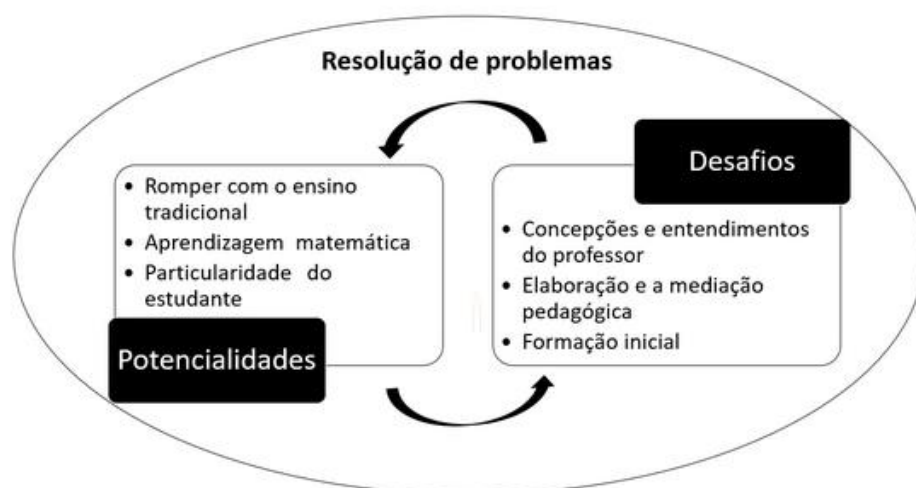 Resolução de problemas
• Romper com o ensino
tradicional
• Aprendizagem matemática
• Particularidade do
estudante
Potencialidades
Desafios
• Concepções e entendimentos
do professor
• Elaboração e a mediação
pedagógica
• Formação inicial